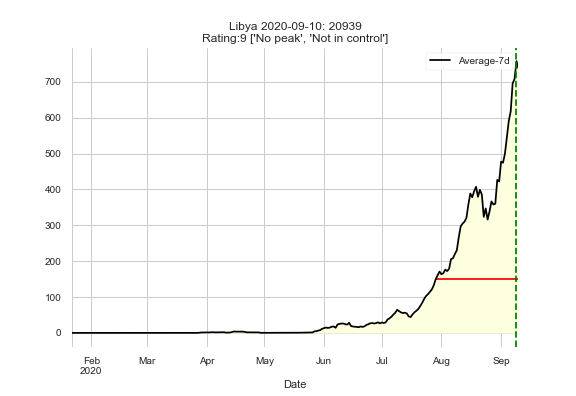 Libya 2020-09-10: 20939
Rating:9 ['No peak', 'Not in control']
Average-7d
700
600
500
400
300
200
100
0
Feb Mar Apr May Jun Jul Aug Sep
2020
Date